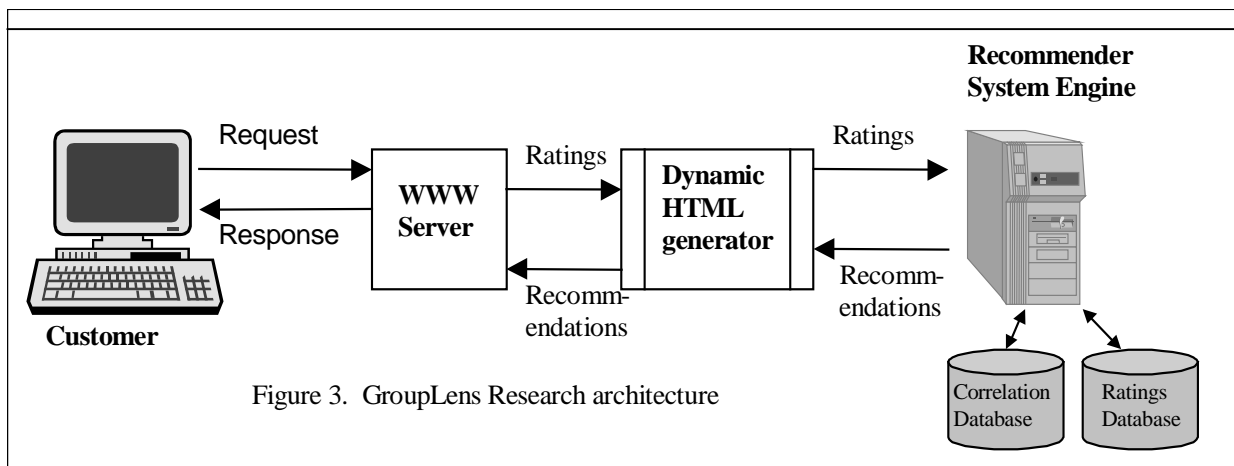 Recommender
System Engine
Request
Ratings
Ratings
WWW
Server
Dynamic
HTML
generator
Response
Recomm-
endations
Recomm-
endations
Customer
Figure 3.  GroupLens Research architecture
Correlation
Database
Ratings
Database